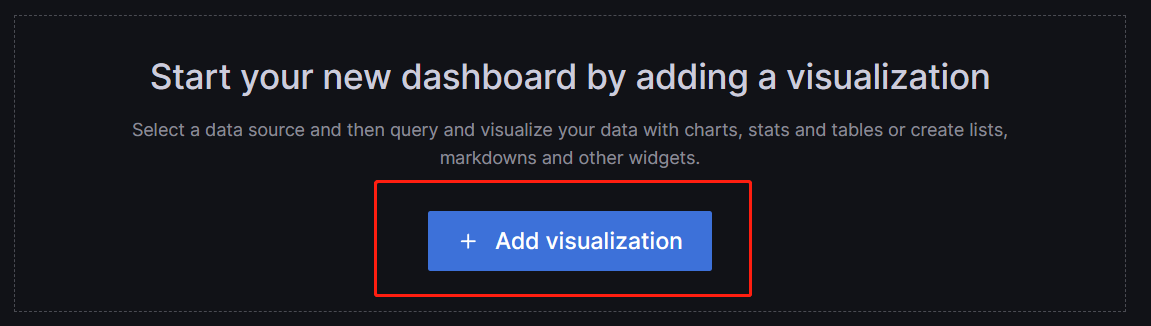 Start your new dashboard by adding a visualization
Select a data source and then query and visualize your data with charts, stats and tables or create lists,
markdowns and other widgets.
+ Add visualization